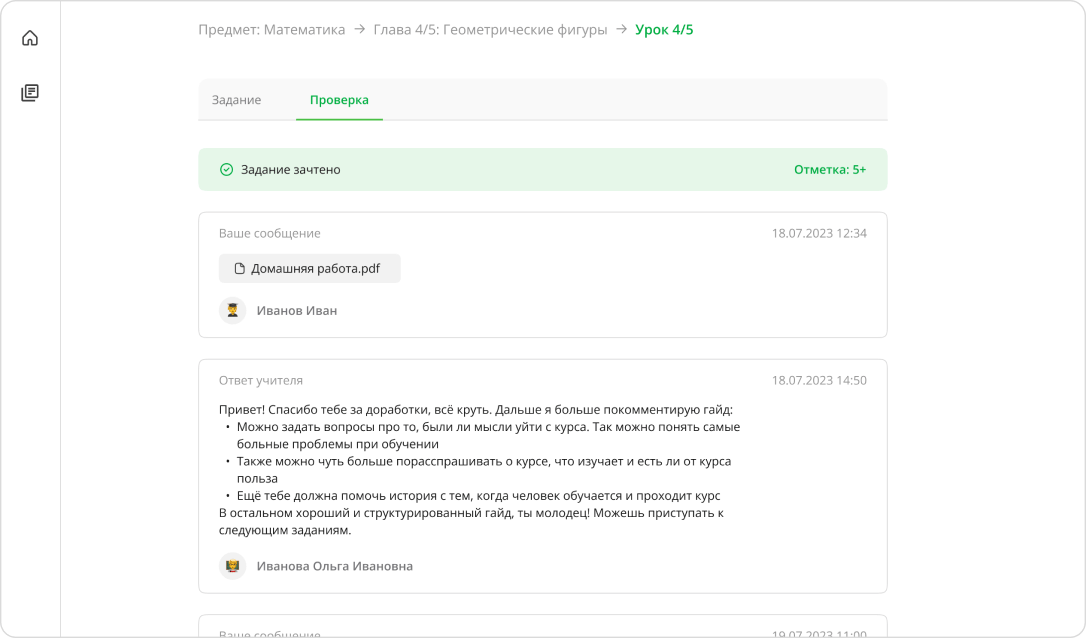 Предмет: Математика → Глава 4/5: Геометрические фигуры → Урок 4/5
Задание Проверка
Задание зачтено Отметка: 5+
Ваше сообщение 18.07.2023 12:34
Домашняя работа.pdf
Иванов Иван
Ответ учителя 18.07.2023 14:50
Привет! Спасибо тебе за доработки, всё круть. Дальше я больше покомментирую гайд:
• Можно задать вопросы про то, были ли мысли уйти с курса. Так можно понять самые
больные проблемы при обучении
• Также можно чуть больше порасспрашивать о курсе, что изучает и есть ли от курса
польза
• Ещё тебе должна помочь история с тем, когда человек обучается и проходит курс
В остальном хороший и структурированный гайд, ты молодец! Можешь приступать к
следующим заданиям.
Иванова Ольга Ивановна
Ваше сообщение 19.07.2023 11:00